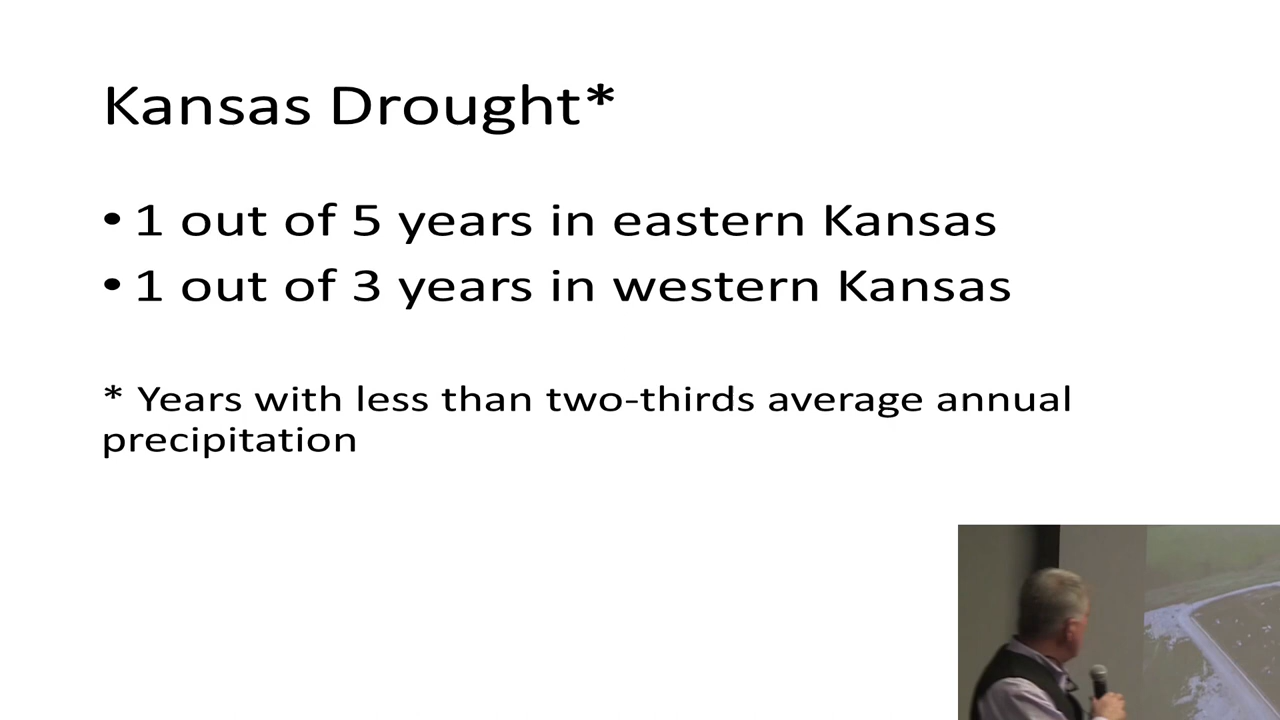 Kansas Drought*
• 1 out of 5 years in eastern Kansas
• 1 out of 3 years in western Kansas
* Years with less than two-thirds average annual
precipitation